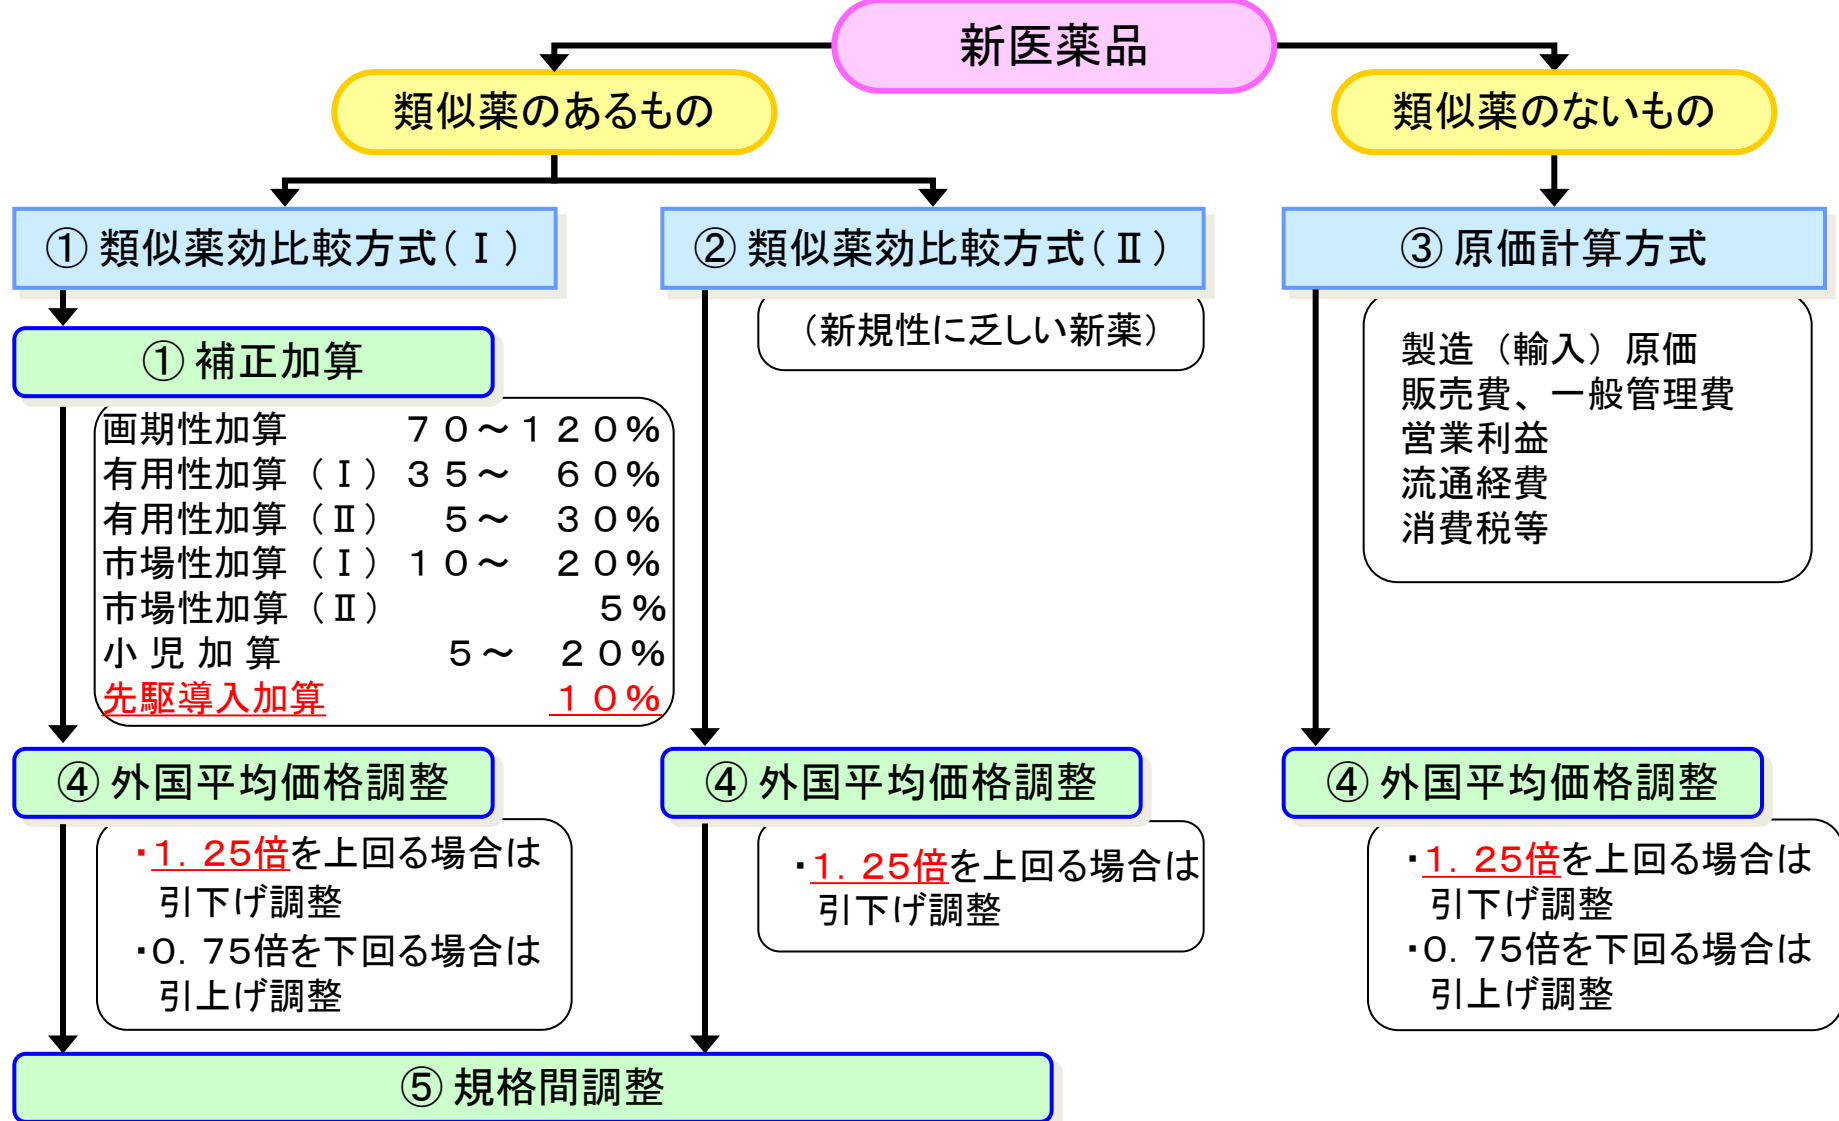 新医薬品
類似薬のあるもの
類似薬のないもの
① 類似薬効比較方式(Ⅰ)
② 類似薬効比較方式(Ⅱ)
③ 原価計算方式
① 補正加算
画期性加算 70～120%
有用性加算（Ⅰ）35～ 60%
有用性加算（Ⅱ） 5～ 30%
市場性加算（Ⅰ）10～ 20%
市場性加算（Ⅱ） 5%
小児加算 5～ 20%
先駆導入加算 10%
（新規性に乏しい新薬）
製造（輸入）原価
販売費、一般管理費
営業利益
流通経費
消費税等
④ 外国平均価格調整
・1．25倍を上回る場合は
引下げ調整
・0．75倍を下回る場合は
引上げ調整
④ 外国平均価格調整
・1．25倍を上回る場合は
引下げ調整
④ 外国平均価格調整
・1．25倍を上回る場合は
引下げ調整
・0．75倍を下回る場合は
引上げ調整
⑤ 規格間調整